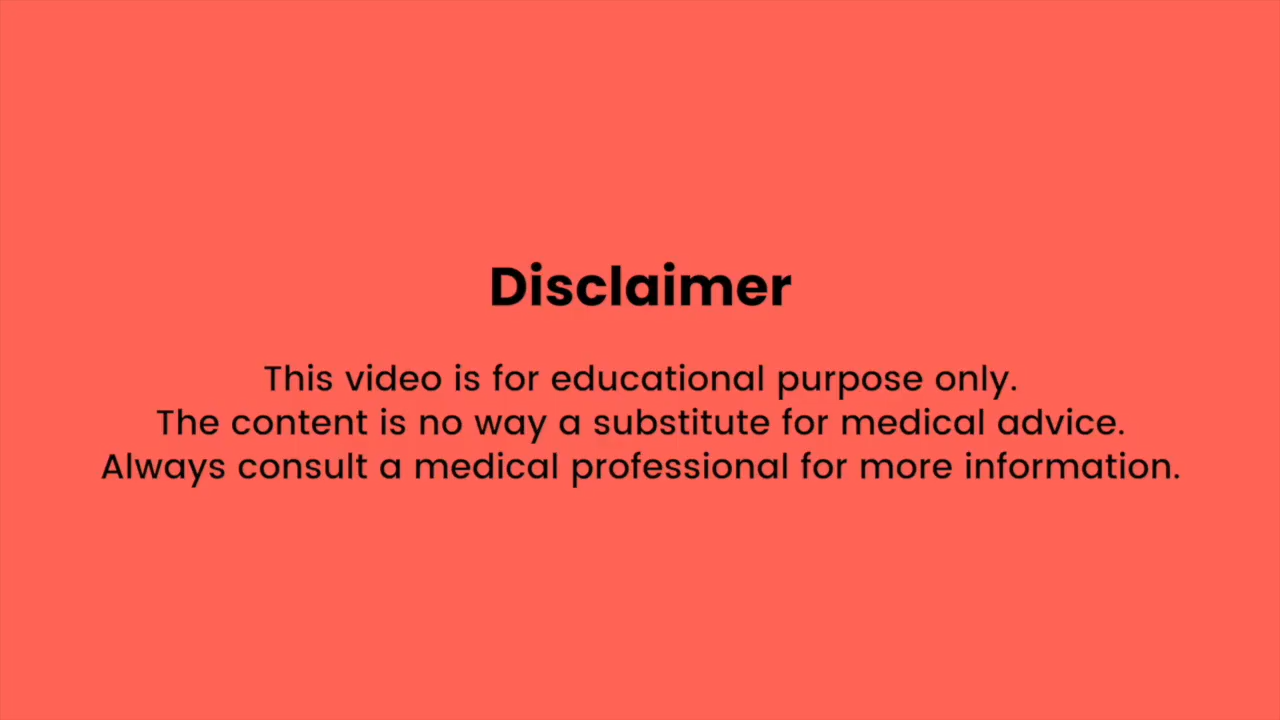 Disclaimer
This video is for educational purpose only.
The content is no way a substitute for medical advice.
Always consult a medical professional for more information.